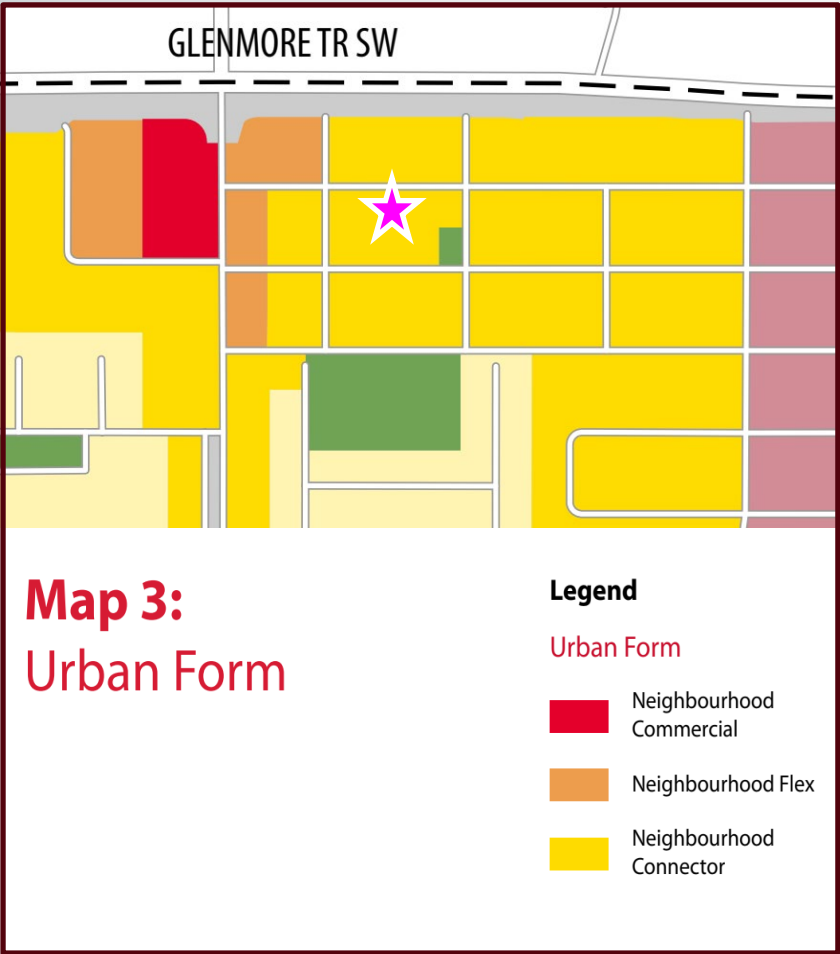 GLENMORE TR SW
Map 3:
Urban Form
Legend
Urban Form
Neighbourhood
Commercial
Neighbourhood Flex
Neighbourhood
Connector